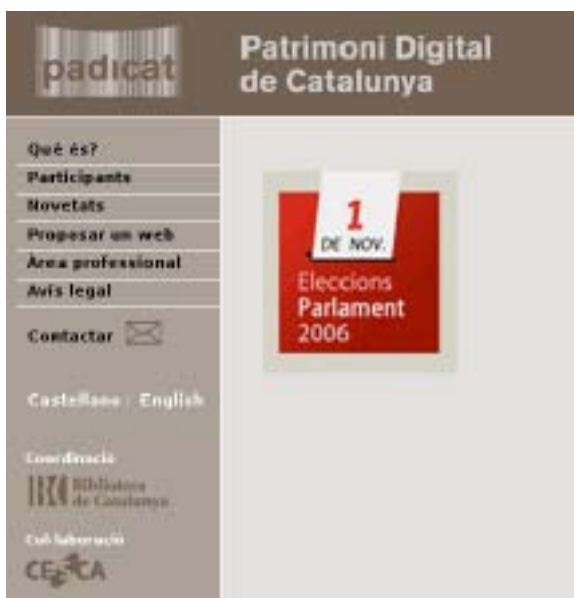 padicat
Patrimoni Digital
de Catalunya
Què és?
Participants
Novetats
Proposar un web
Àrea professional
Avís legal
Contactar
Castellano English
Coordinació
Biblioteca
de Catalunya
Col·laboració
CESCA
1
DE NOV.
Eleccions
Parlament
2006